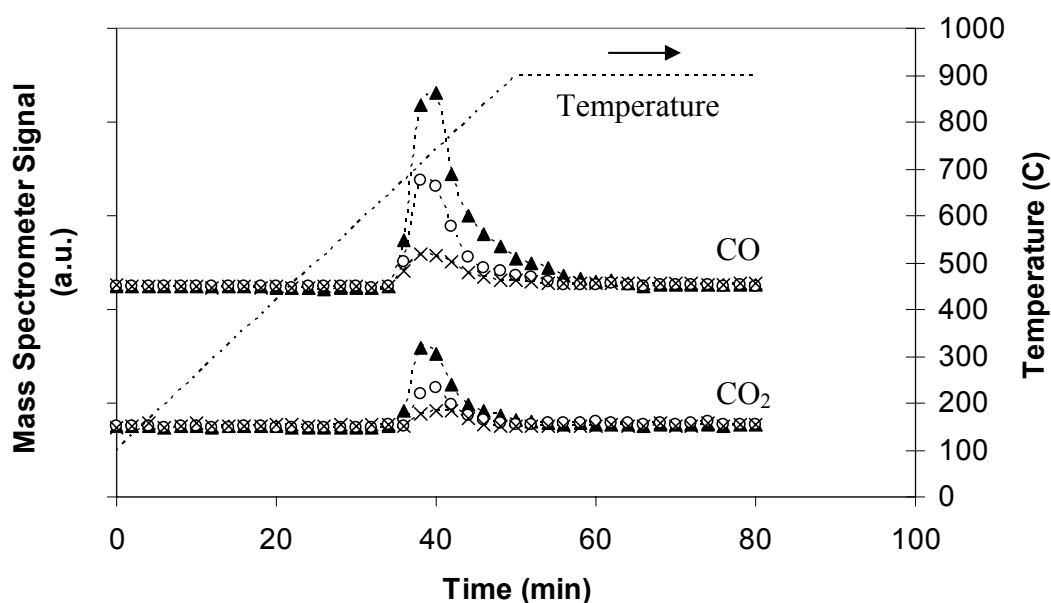 Mass Spectrometer Signal
(a.u.)
1000
900
800
700
600
500
400
300
200
100
0
Temperature (C)
Temperature
CO
CO₂
0 20 40 60 80 100
Time (min)